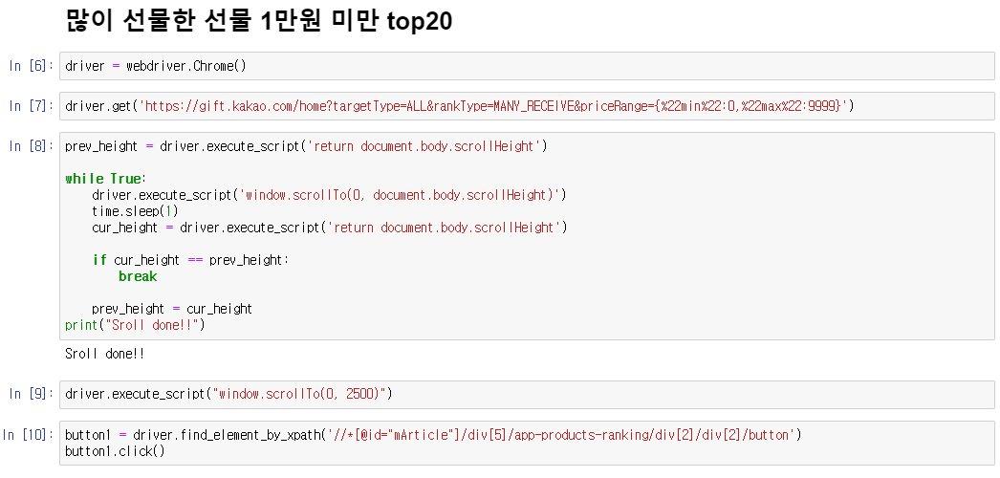 많이 선물한 선물 1만원 미만 top20
In [6]: driver = webdriver.Chrome()
In [7]: driver.get('https://gift.kakao.com/home?targetType=ALL&rankType=MANY_RECEIVE&priceRange={%22min%22:0,%22max%22:9999}')
In [8]: prev_height = driver.execute_script('return document.body.scrollHeight')
while True:
    driver.execute_script('window.scrollTo(0, document.body.scrollHeight)')
    time.sleep(1)
    cur_height = driver.execute_script('return document.body.scrollHeight')
    if cur_height == prev_height:
        break
    prev_height = cur_height
print("Sroll done!!")
Sroll done!!
In [9]: driver.execute_script("window.scrollTo(0, 2500)")
In [10]: button1 = driver.find_element_by_xpath('//*[@id="mArticle"]/div[5]/app-products-ranking/div[2]/div[2]/button')
button1.click()